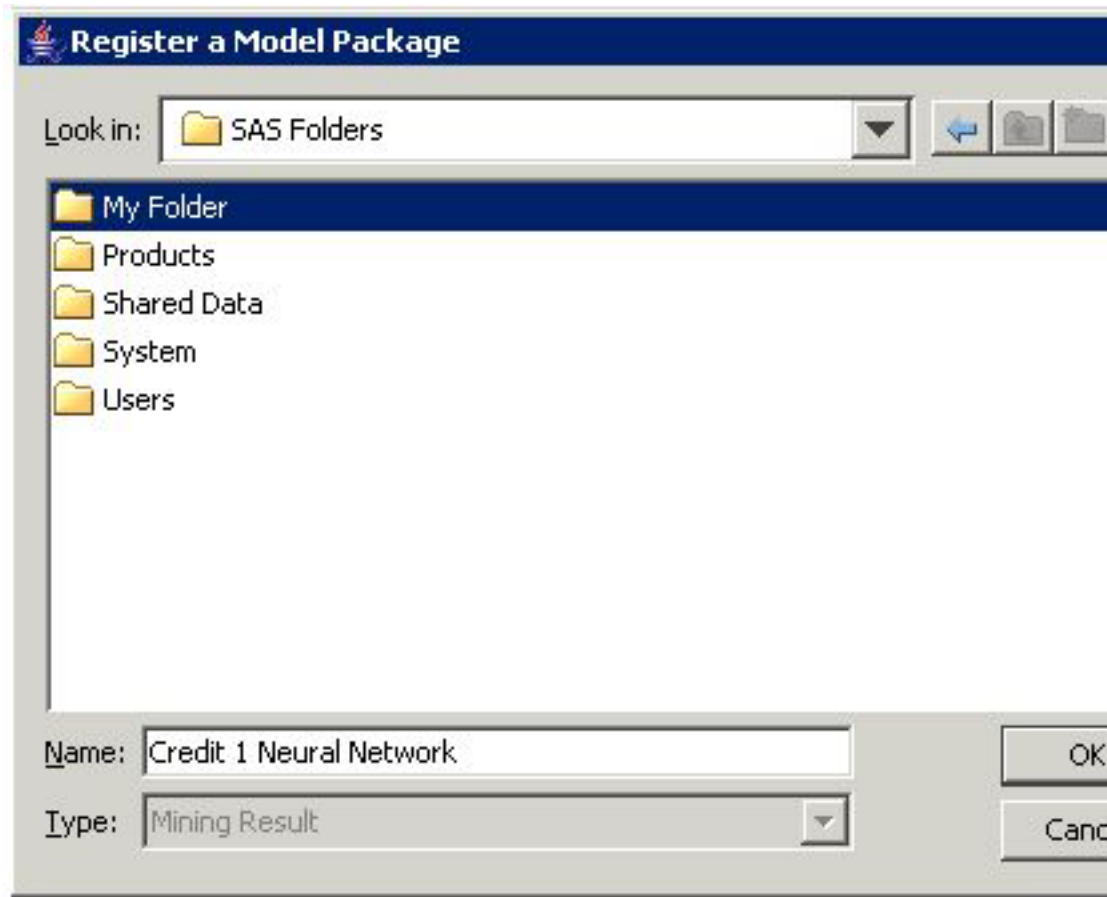 Register a Model Package
Look in: SAS Folders
My Folder
Products
Shared Data
System
Users
Name: Credit 1 Neural Network
OK
Type: Mining Result